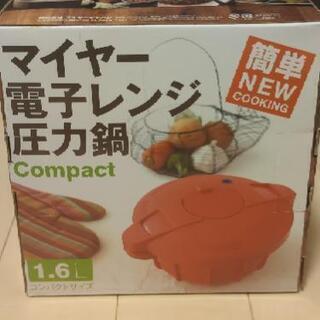 マイヤー
電子レンジ
圧力鍋
Compact
簡単
NEW
COOKING
1.6L
コンパクトサイズ